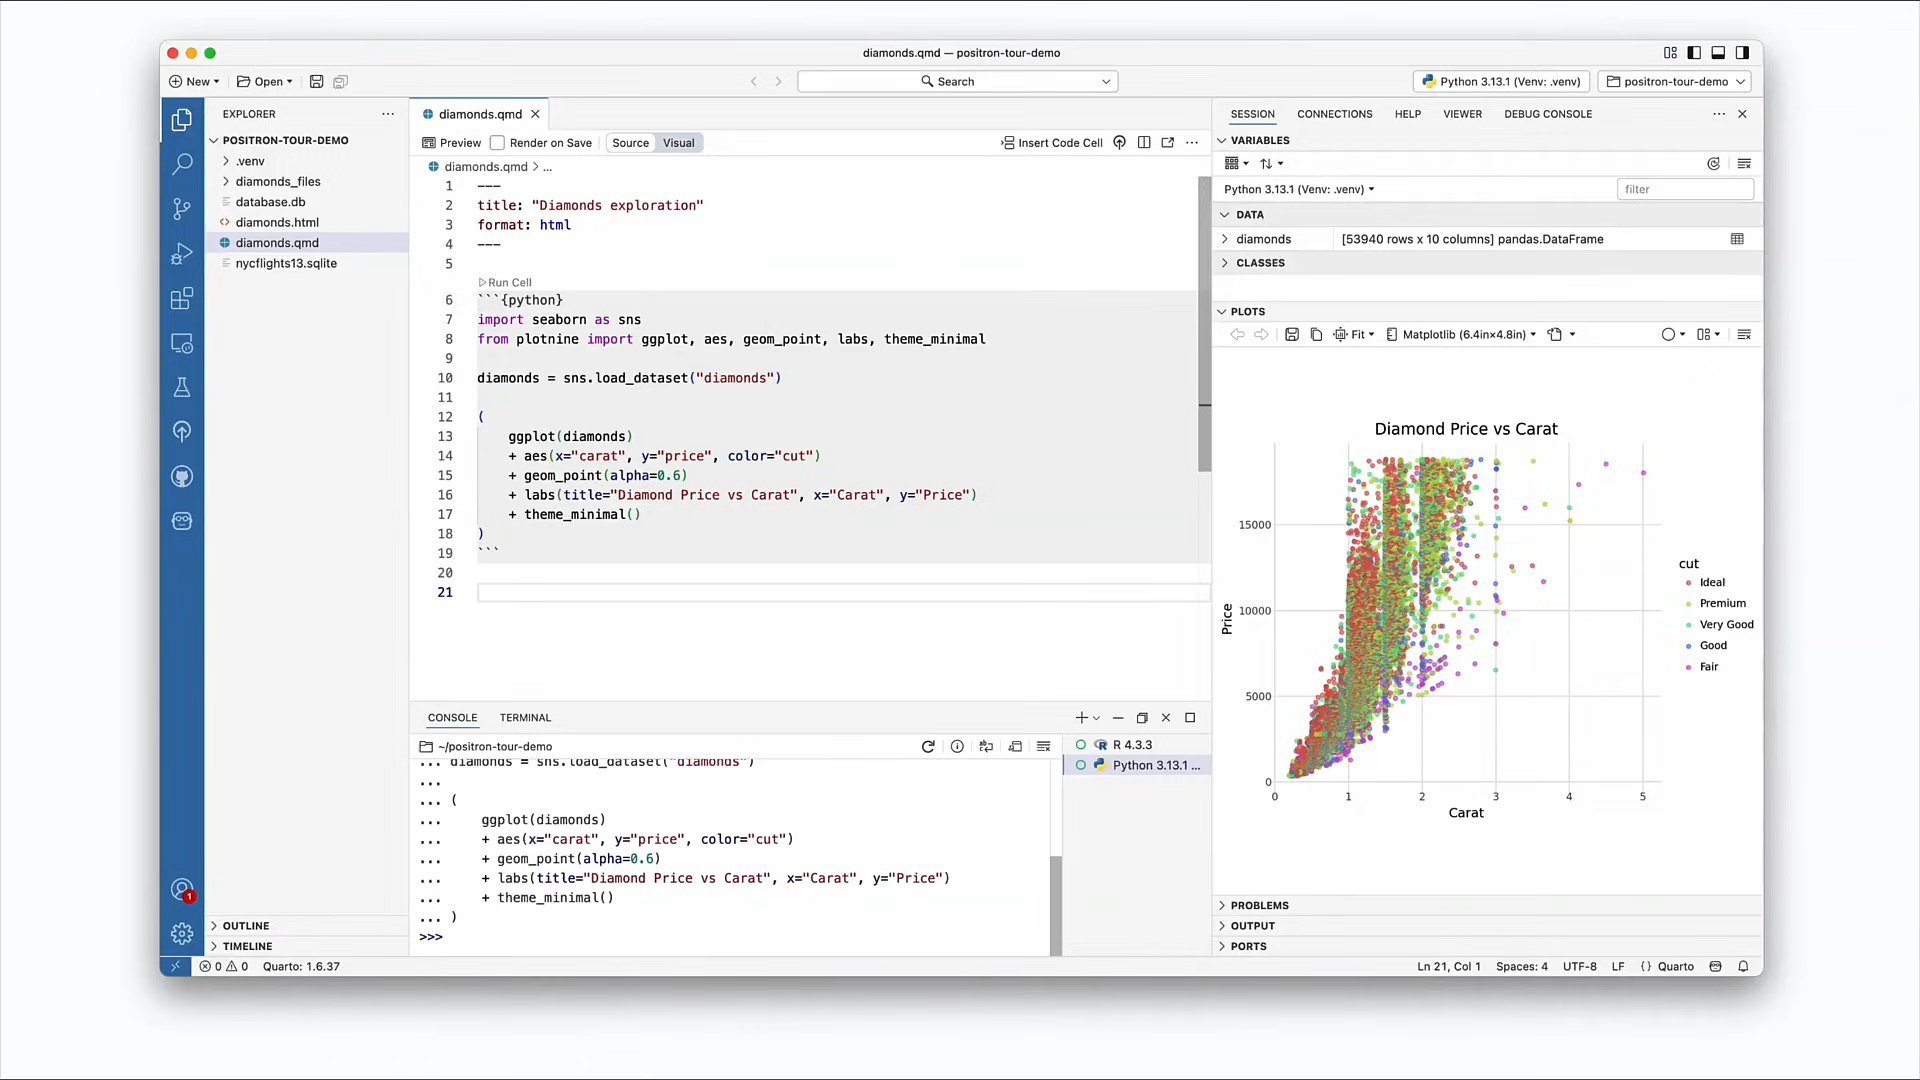 diamonds.qmd — positron-tour-demo
New
Open
Search
Python 3.13.1 (Venv: .venv)
positron-tour-demo
EXPLORER
POSITRON-TOUR-DEMO
.venv
diamonds_files
database.db
diamonds.html
diamonds.qmd
nycflights13.sqlite
OUTLINE
TIMELINE
1
diamonds.qmd
Preview
Render on Save
Source
Visual
Insert Code Cell
diamonds.qmd > ...
1 ---
2 title: "Diamonds exploration"
3 format: html
4 ---
5
Run Cell
6 ```{python}
7 import seaborn as sns
8 from plotnine import ggplot, aes, geom_point, labs, theme_minimal
9
10 diamonds = sns.load_dataset("diamonds")
11
12 (
13 ggplot(diamonds)
14 + aes(x="carat", y="price", color="cut")
15 + geom_point(alpha=0.6)
16 + labs(title="Diamond Price vs Carat", x="Carat", y="Price")
17 + theme_minimal()
18 )
19 ```
20
21
CONSOLE
TERMINAL
~/positron-tour-demo
... diamonds = sns.load_dataset("diamonds")
...
... (
... ggplot(diamonds)
... + aes(x="carat", y="price", color="cut")
... + geom_point(alpha=0.6)
... + labs(title="Diamond Price vs Carat", x="Carat", y="Price")
... + theme_minimal()
... )
>>>
R 4.3.3
Python 3.13.1 ...
SESSION
CONNECTIONS
HELP
VIEWER
DEBUG CONSOLE
VARIABLES
Python 3.13.1 (Venv: .venv)
filter
DATA
diamonds [53940 rows x 10 columns] pandas.DataFrame
CLASSES
PLOTS
Fit
Matplotlib (6.4in×4.8in)
Diamond Price vs Carat
Price
15000
10000
5000
0
0 1 2 3 4 5
Carat
cut
Ideal
Premium
Very Good
Good
Fair
PROBLEMS
OUTPUT
PORTS
0 0
Quarto: 1.6.37
Ln 21, Col 1
Spaces: 4
UTF-8
LF
{} Quarto